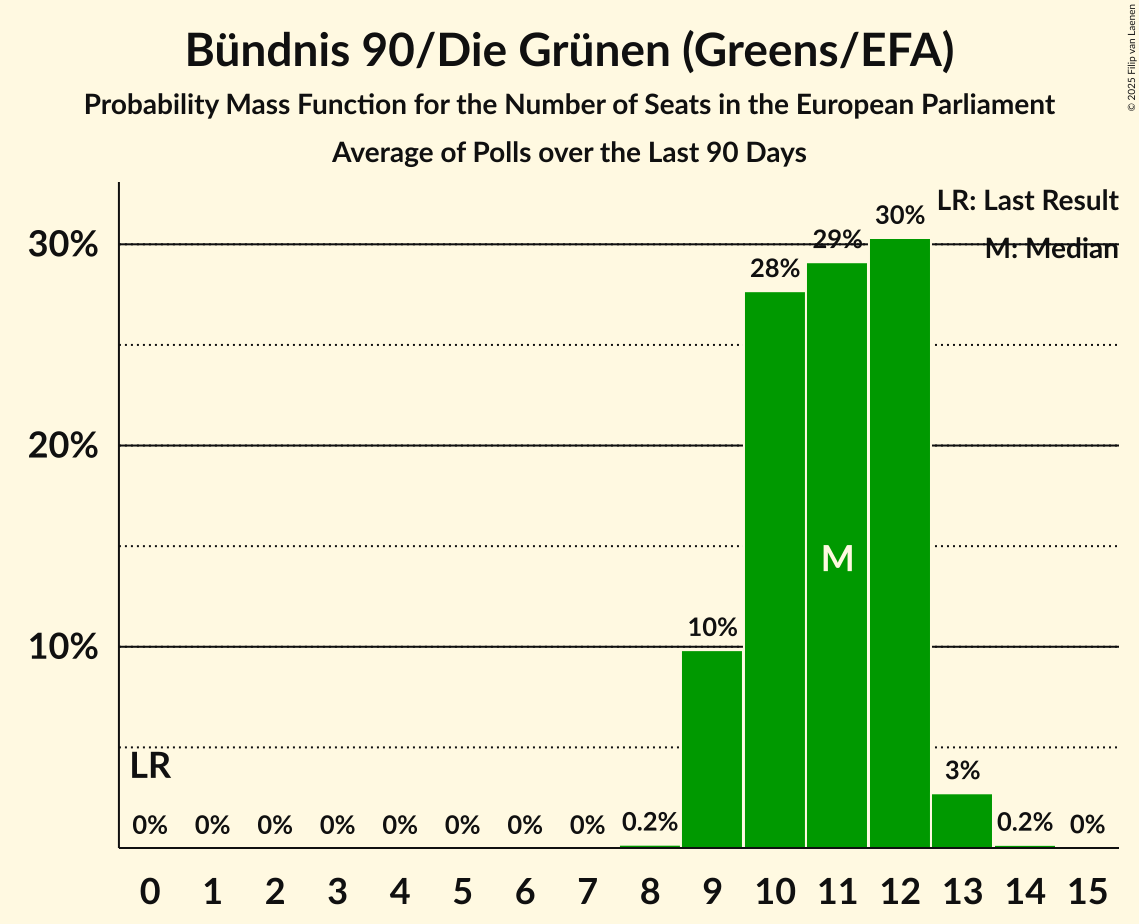 Bündnis 90/Die Grünen (Greens/EFA)
Probability Mass Function for the Number of Seats in the European Parliament
Average of Polls over the Last 90 Days
© 2025 Filip van Laenen
LR: Last Result
M: Median
30%
20%
10%
30%
29%
28%
10%
3%
0% 0% 0% 0% 0% 0% 0% 0% 0.2% 0.2% 0%
LR
M
0 1 2 3 4 5 6 7 8 9 10 11 12 13 14 15